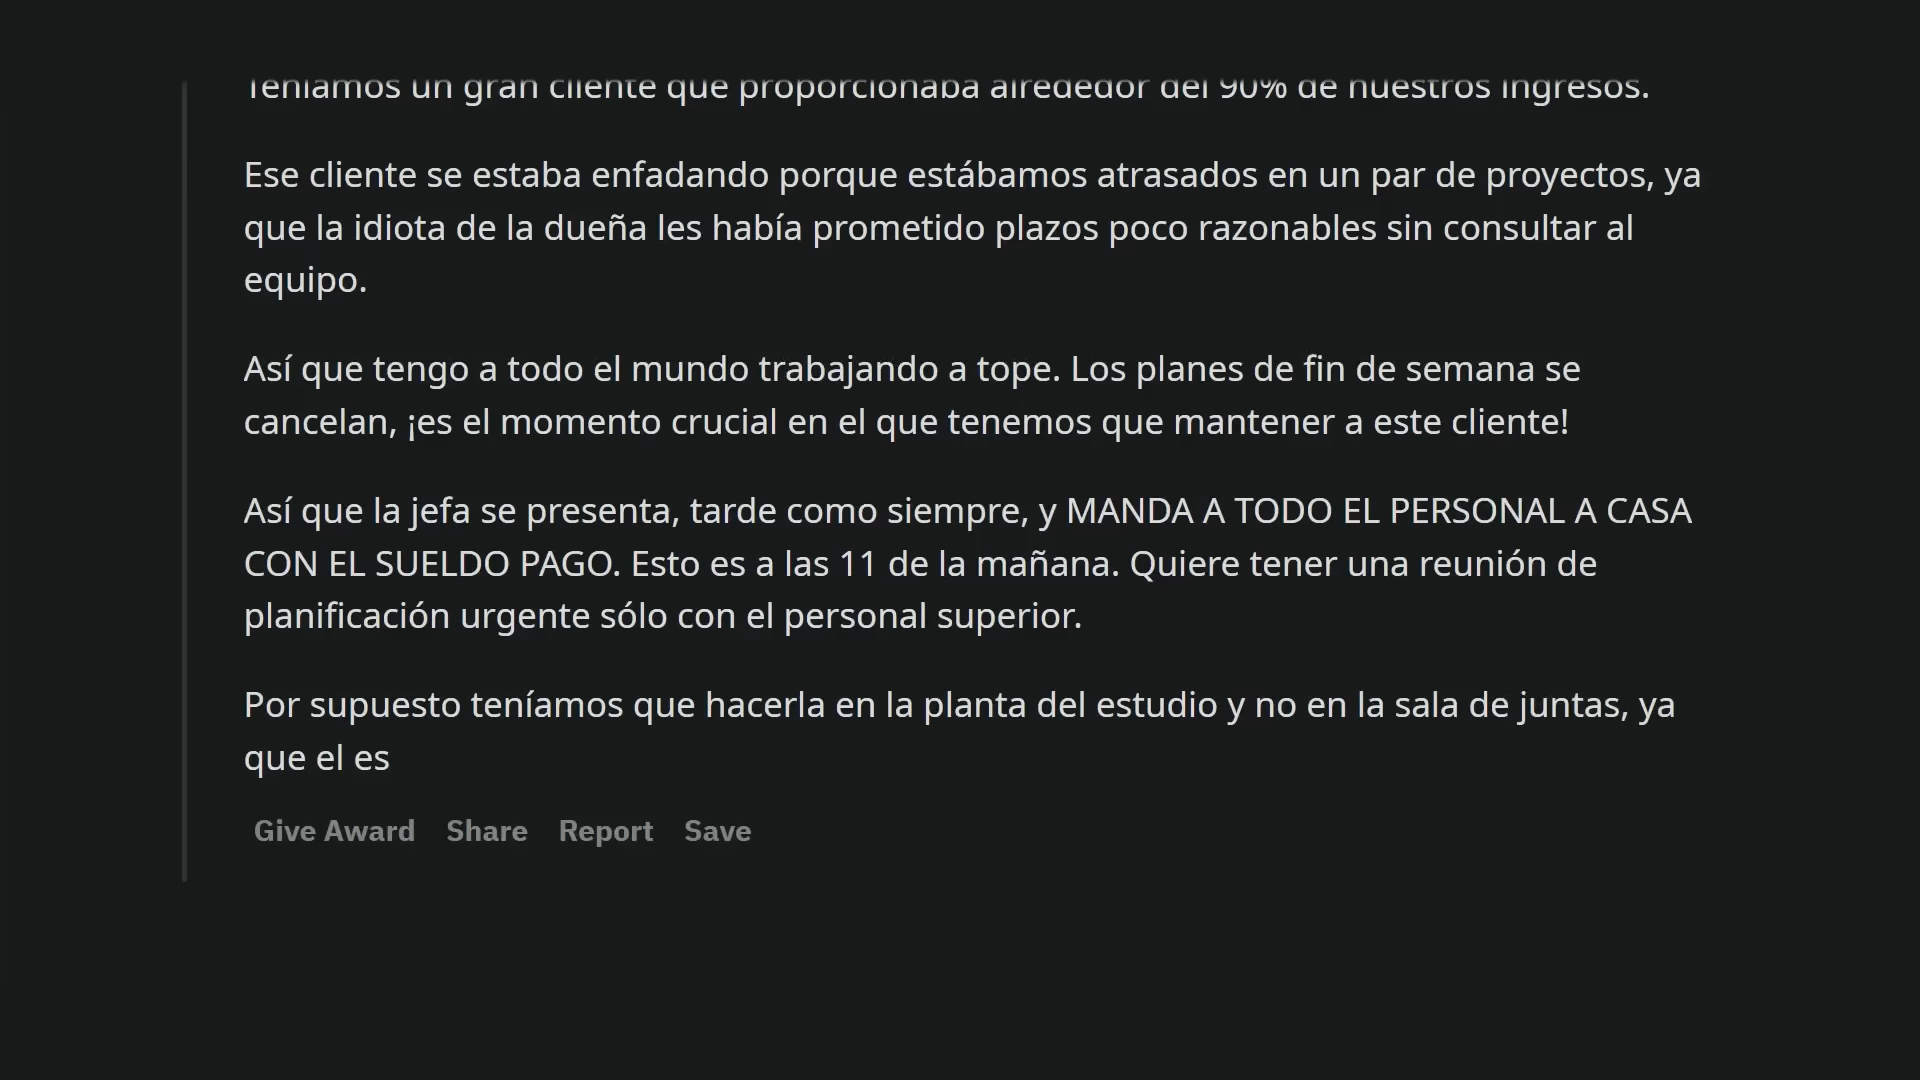 Teníamos un gran cliente que proporcionaba alrededor del 90% de nuestros ingresos.
Ese cliente se estaba enfadando porque estábamos atrasados en un par de proyectos, ya
que la idiota de la dueña les había prometido plazos poco razonables sin consultar al
equipo.
Así que tengo a todo el mundo trabajando a tope. Los planes de fin de semana se
cancelan, ¡es el momento crucial en el que tenemos que mantener a este cliente!
Así que la jefa se presenta, tarde como siempre, y MANDA A TODO EL PERSONAL A CASA
CON EL SUELDO PAGO. Esto es a las 11 de la mañana. Quiere tener una reunión de
planificación urgente sólo con el personal superior.
Por supuesto teníamos que hacerla en la planta del estudio y no en la sala de juntas, ya
que el es
Give Award Share Report Save